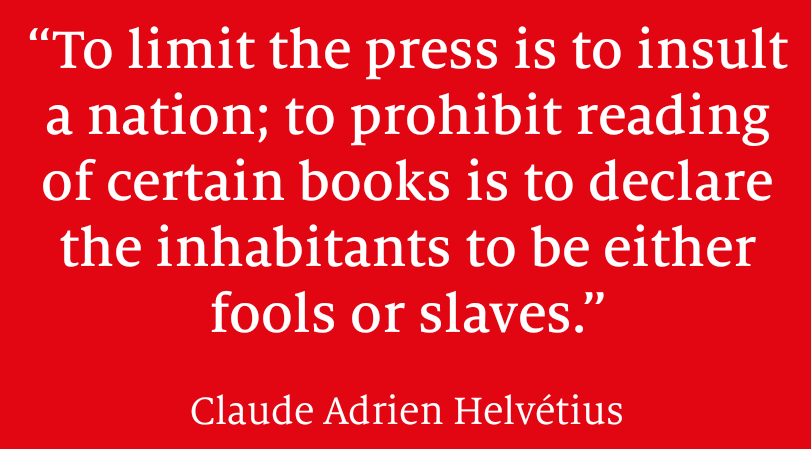 “To limit the press is to insult
a nation; to prohibit reading
of certain books is to declare
the inhabitants to be either
fools or slaves.”
Claude Adrien Helvétius